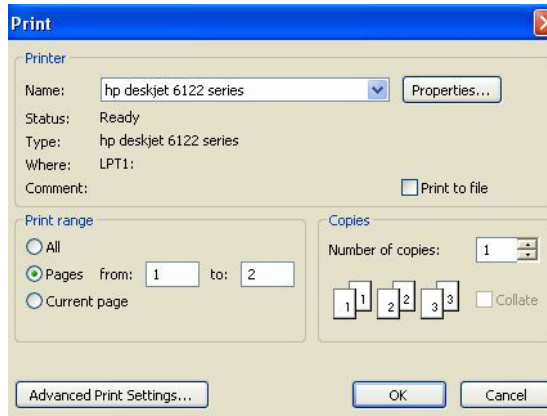 Print
Printer
Name: hp deskjet 6122 series Properties...
Status: Ready
Type: hp deskjet 6122 series
Where: LPT1:
Comment: Print to file
Print range
All
Pages from: 1 to: 2
Current page
Copies
Number of copies: 1
1 1 2 2 3 3 Collate
Advanced Print Settings... OK Cancel